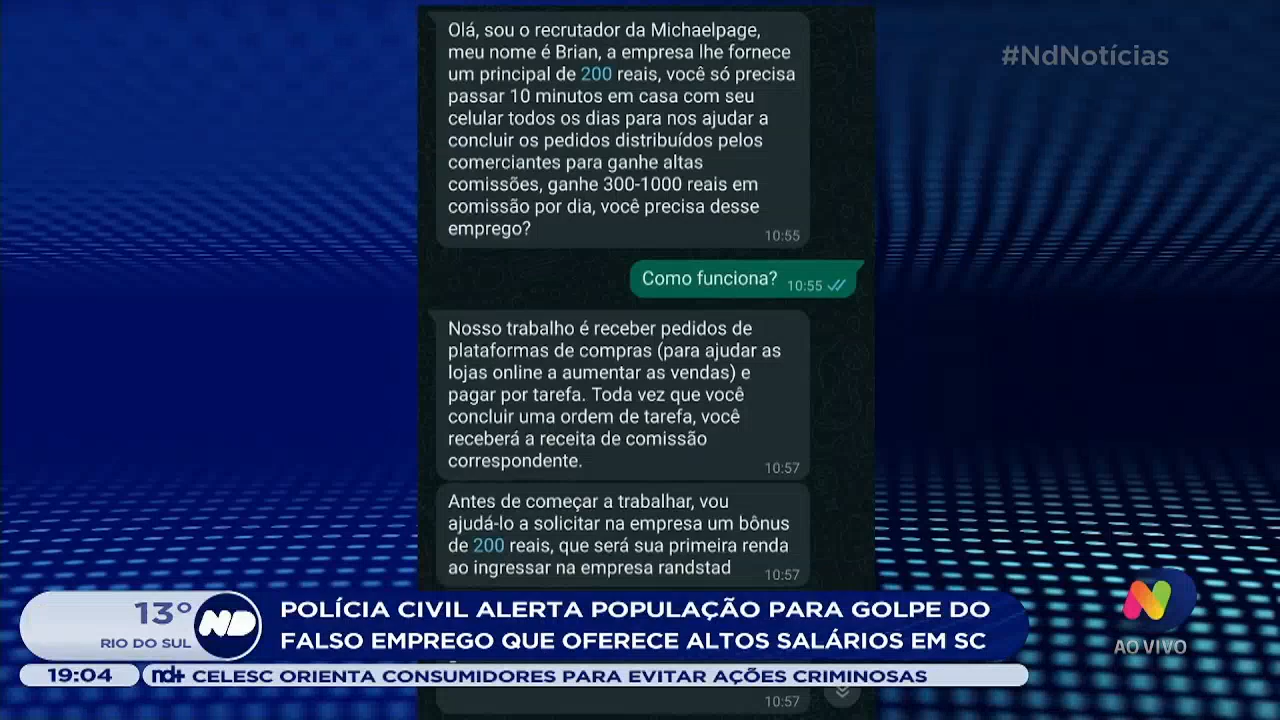 Olá, sou o recrutador da Michaelpage,
meu nome é Brian, a empresa lhe fornece
um principal de 200 reais, você só precisa
passar 10 minutos em casa com seu
celular todos os dias para nos ajudar a
concluir os pedidos distribuídos pelos
comerciantes para ganhe altas
comissões, ganhe 300-1000 reais em
comissão por dia, você precisa desse
emprego?
10:55
#NdNotícias
Como funciona? 10:55
Nosso trabalho é receber pedidos de
plataformas de compras (para ajudar as
lojas online a aumentar as vendas) e
pagar por tarefa. Toda vez que você
concluir uma ordem de tarefa, você
receberá a receita de comissão
correspondente.
10:57
Antes de começar a trabalhar, vou
ajudá-lo a solicitar na empresa um bônus
de 200 reais, que será sua primeira renda
ao ingressar na empresa randstad
10:57
13°
RIO DO SUL
ND
POLÍCIA CIVIL ALERTA POPULAÇÃO PARA GOLPE DO
FALSO EMPREGO QUE OFERECE ALTOS SALÁRIOS EM SC
AO VIVO
19:04
nd+ CELESC ORIENTA CONSUMIDORES PARA EVITAR AÇÕES CRIMINOSAS
10:57